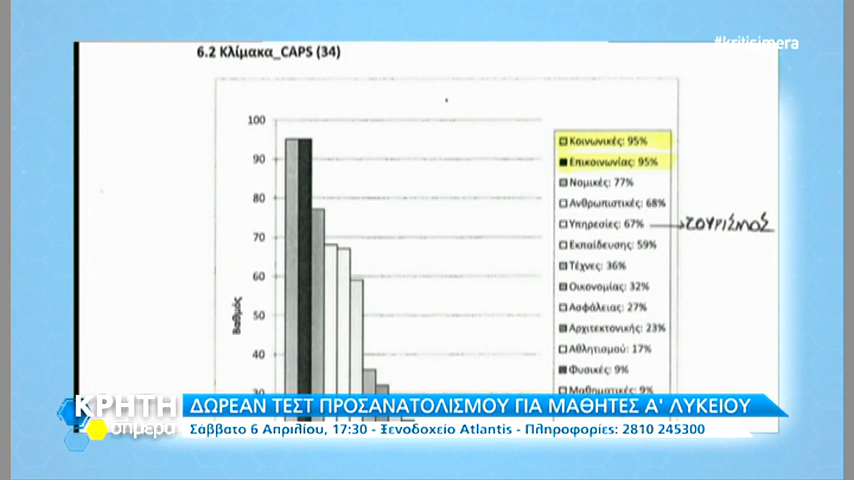 6.2 Κλίμακα_CAPS (34)
#kritisimera
100
90
80
70
60
50
40
30
Βαθμός
Κοινωνικές: 95%
Επικοινωνίας: 95%
Νομικές: 77%
Ανθρωπιστικές: 68%
Υπηρεσίες: 67% ΤΟΥΡΙΣΜΟΣ
Εκπαίδευσης: 59%
Τέχνες: 36%
Οικονομίας: 32%
Ασφάλειας: 27%
Αρχιτεκτονικής: 23%
Αθλητισμού: 17%
Φυσικές: 9%
Μαθηματικές: 9%
ΚΡΗΤΗ
σήμερα
ΔΩΡΕΑΝ ΤΕΣΤ ΠΡΟΣΑΝΑΤΟΛΙΣΜΟΥ ΓΙΑ ΜΑΘΗΤΕΣ Α' ΛΥΚΕΙΟΥ
Σάββατο 6 Απριλίου, 17:30 - Ξενοδοχείο Atlantis - Πληροφορίες: 2810 245300